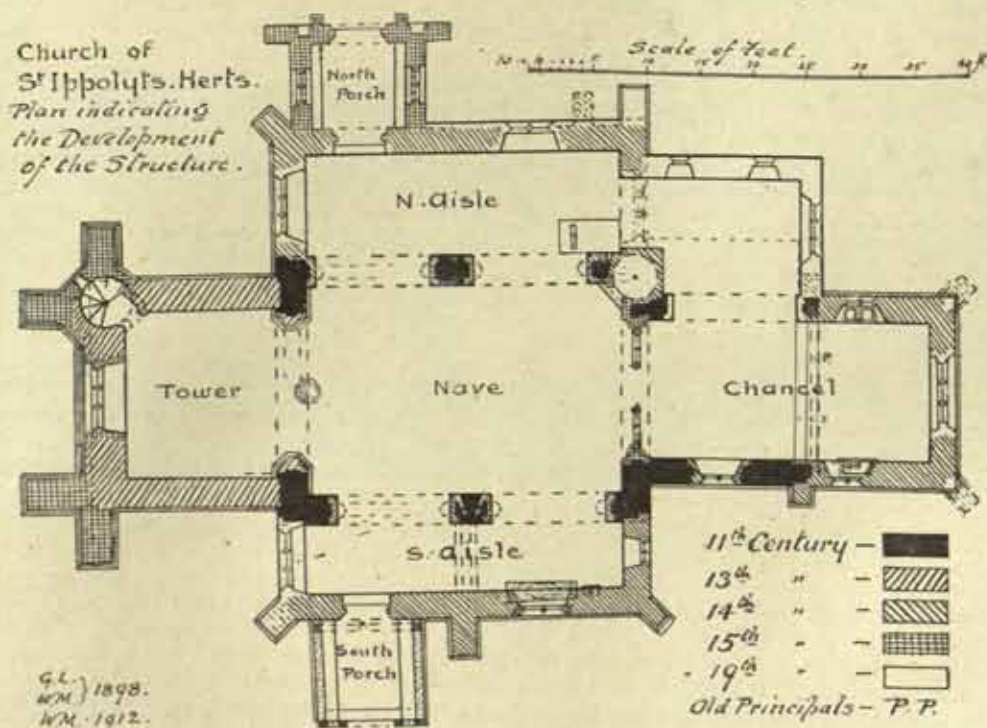 Church of
St Ippolyts. Herts.
Plan indicating
the Development
of the Structure.
Scale of Feet.
North
Porch
N. Aisle
Tower
Nave
Chancel
S. aisle
South
Porch
11th Century –
13th " –
14th " –
15th " –
19th " –
Old Principals – P. P.
G.L. } 1898.
W.M.
W.M. 1912.